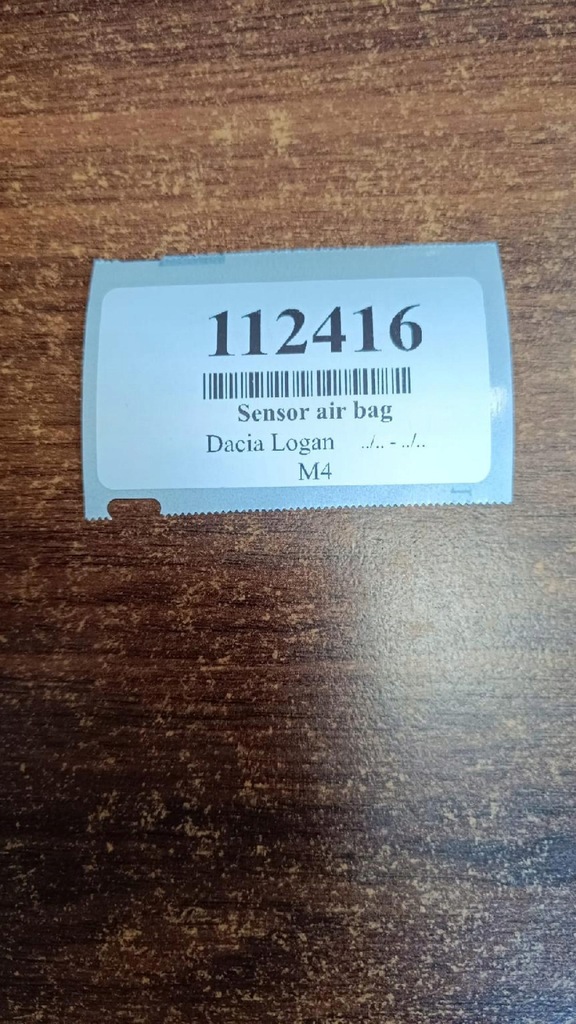 112416
Sensor air bag
Dacia Logan ../.. - ../..
M4